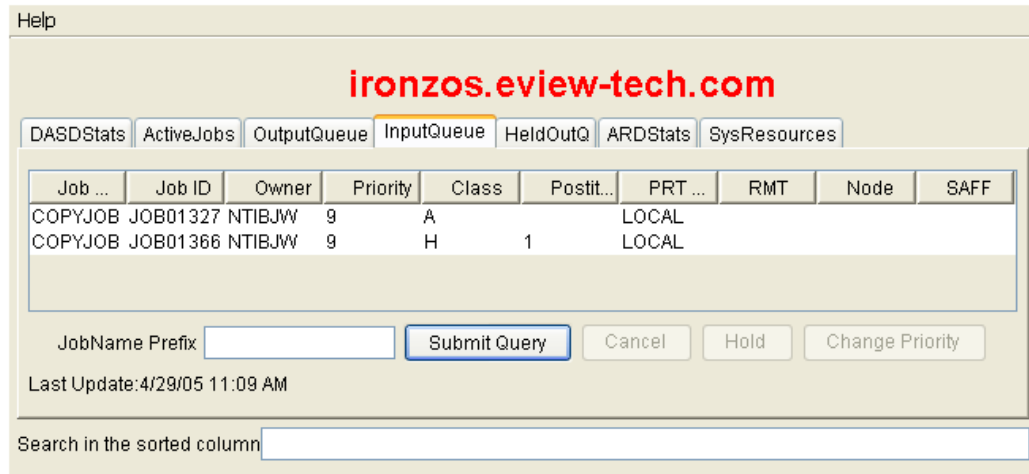 Help
ironzos.eview-tech.com
DASDStats ActiveJobs OutputQueue InputQueue HeldOutQ ARDStats SysResources
Job ... Job ID Owner Priority Class Postit... PRT ... RMT Node SAFF
COPYJOB JOB01327 NTIBJW 9 A LOCAL
COPYJOB JOB01366 NTIBJW 9 H 1 LOCAL
JobName Prefix Submit Query Cancel Hold Change Priority
Last Update:4/29/05 11:09 AM
Search in the sorted column